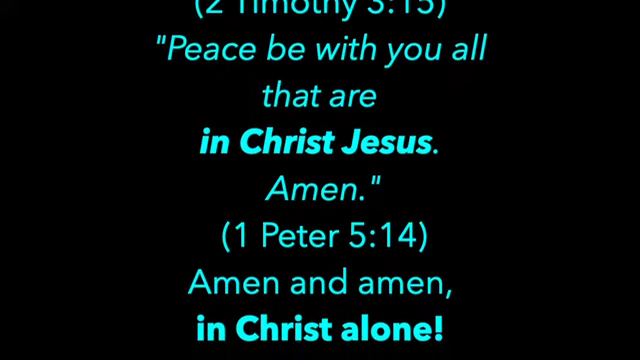 (2 Timothy 3:15)
"Peace be with you all
that are
in Christ Jesus.
Amen."
(1 Peter 5:14)
Amen and amen,
in Christ alone!